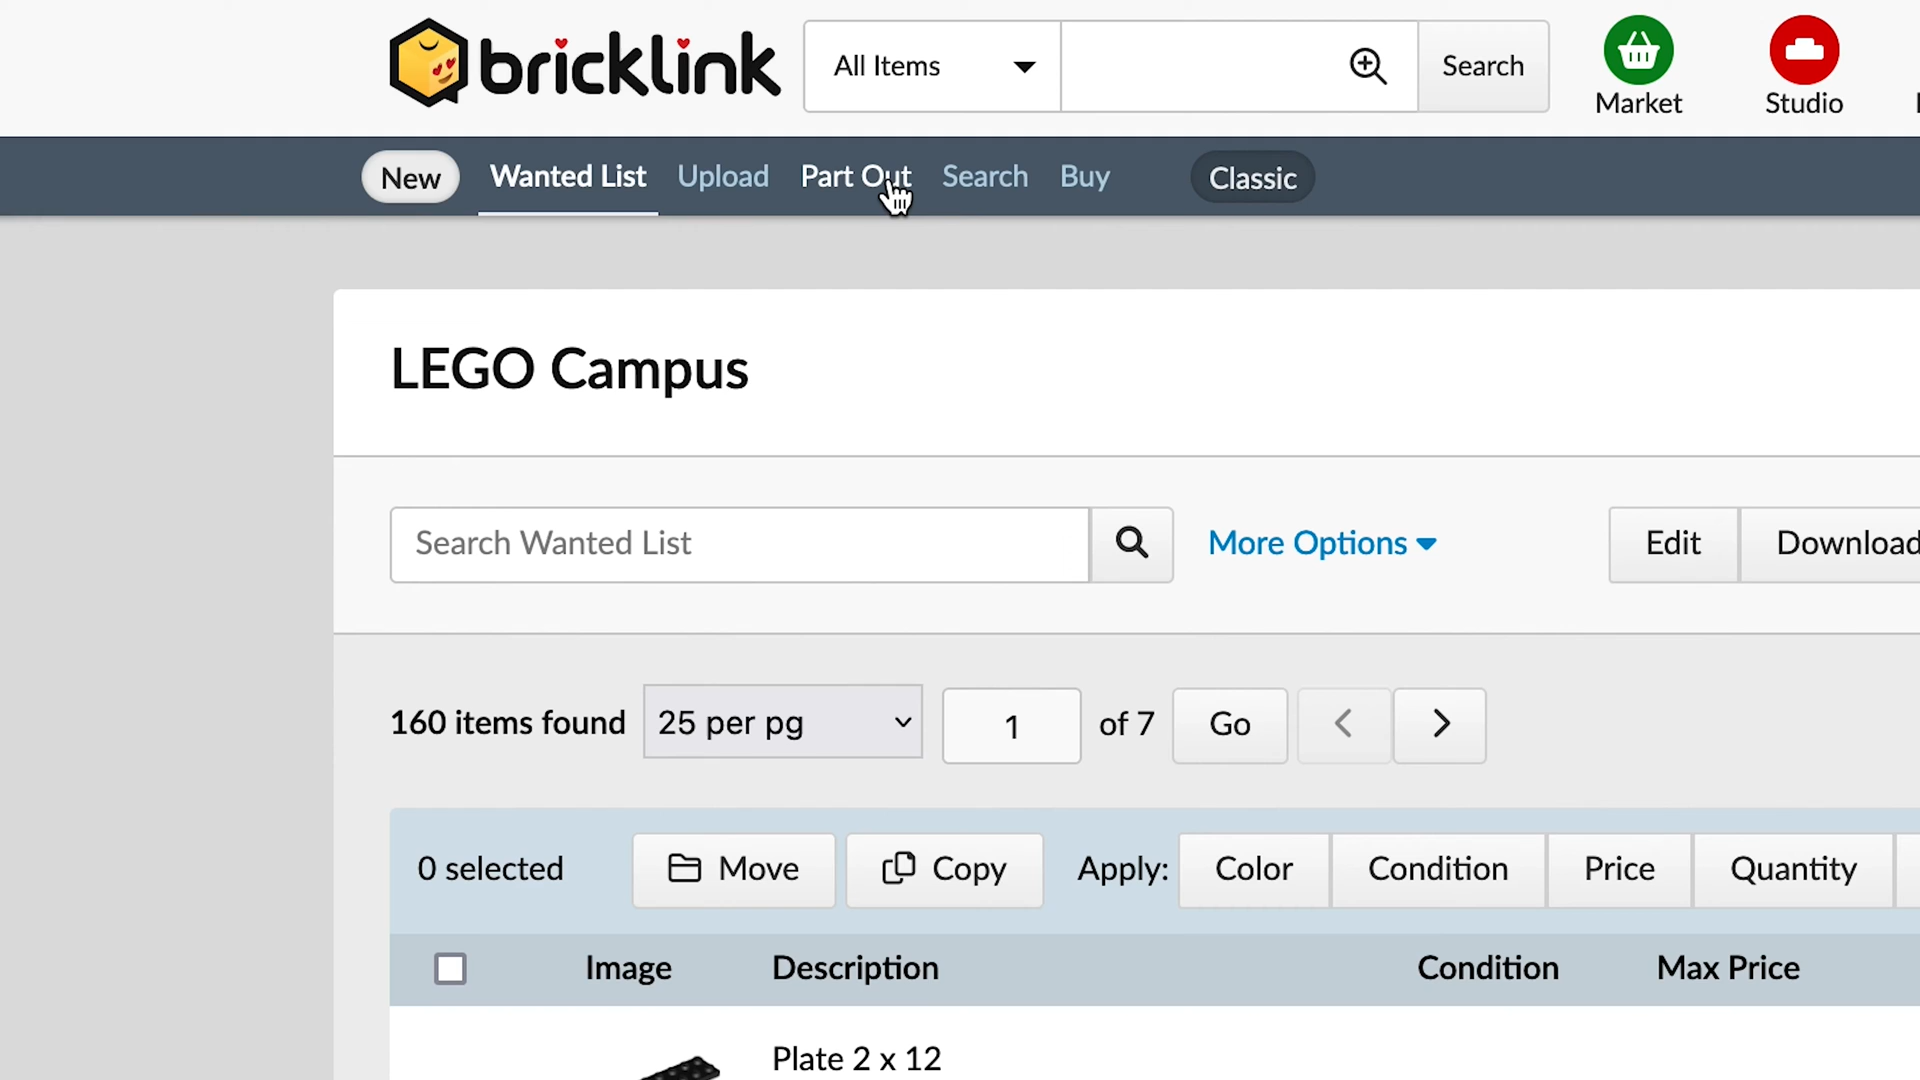 bricklink
All Items
Search
Market
Studio
New
Wanted List
Upload
Part Out
Search
Buy
Classic
LEGO Campus
Search Wanted List
More Options
Edit
Download
160 items found
25 per pg
1
of 7
Go
0 selected
Move
Copy
Apply:
Color
Condition
Price
Quantity
Image
Description
Condition
Max Price
Plate 2 x 12